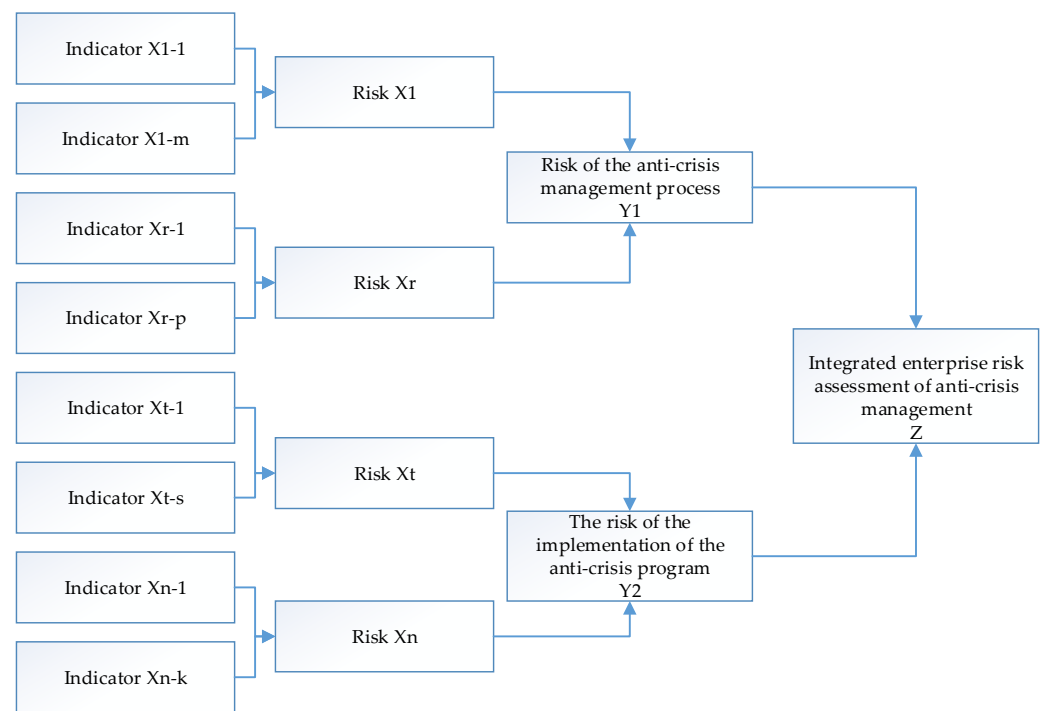 Indicator X1-1
Indicator X1-m
Indicator Xr-1
Indicator Xr-p
Indicator Xt-1
Indicator Xt-s
Indicator Xn-1
Indicator Xn-k
Risk X1
Risk Xr
Risk Xt
Risk Xn
Risk of the anti-crisis
management process
Y1
The risk of the
implementation of the
anti-crisis program
Y2
Integrated enterprise risk
assessment of anti-crisis
management
Z